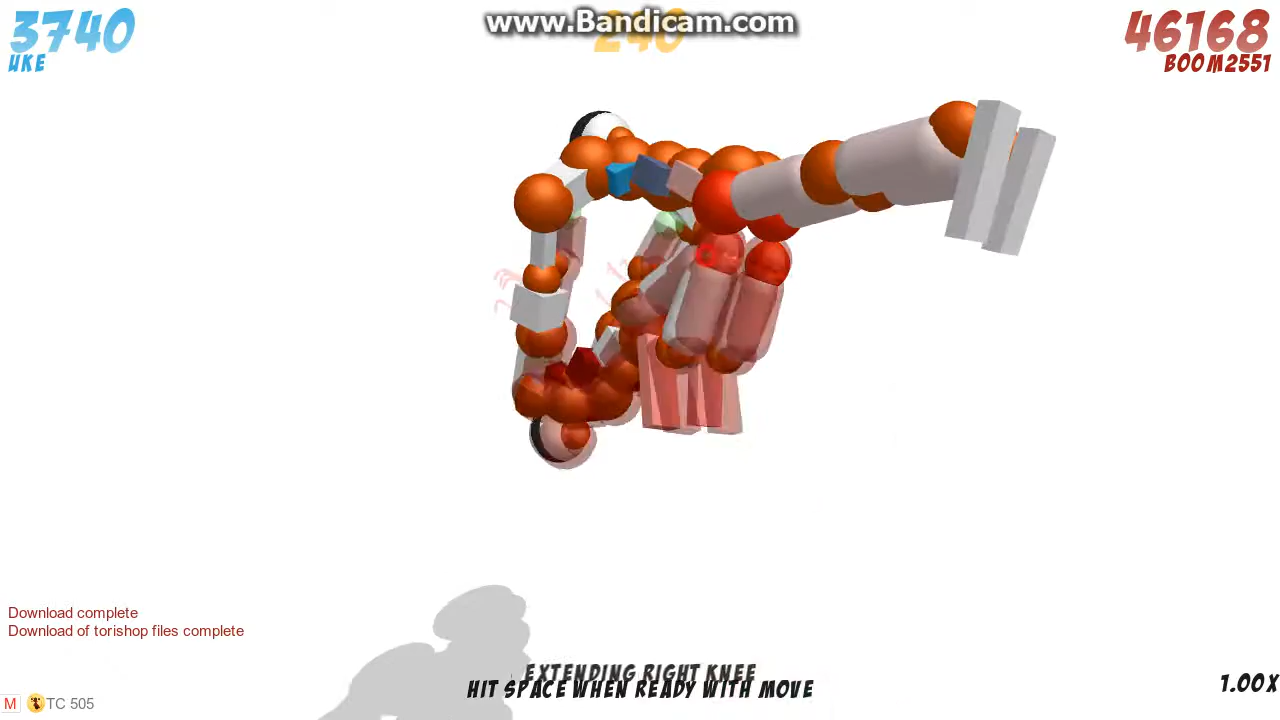 3740
UKE
www.Bandicam.com
240
46168
BOOM2551
Download complete
Download of torishop files complete
EXTENDING RIGHT KNEE
HIT SPACE WHEN READY WITH MOVE
M TC 505
1.00X